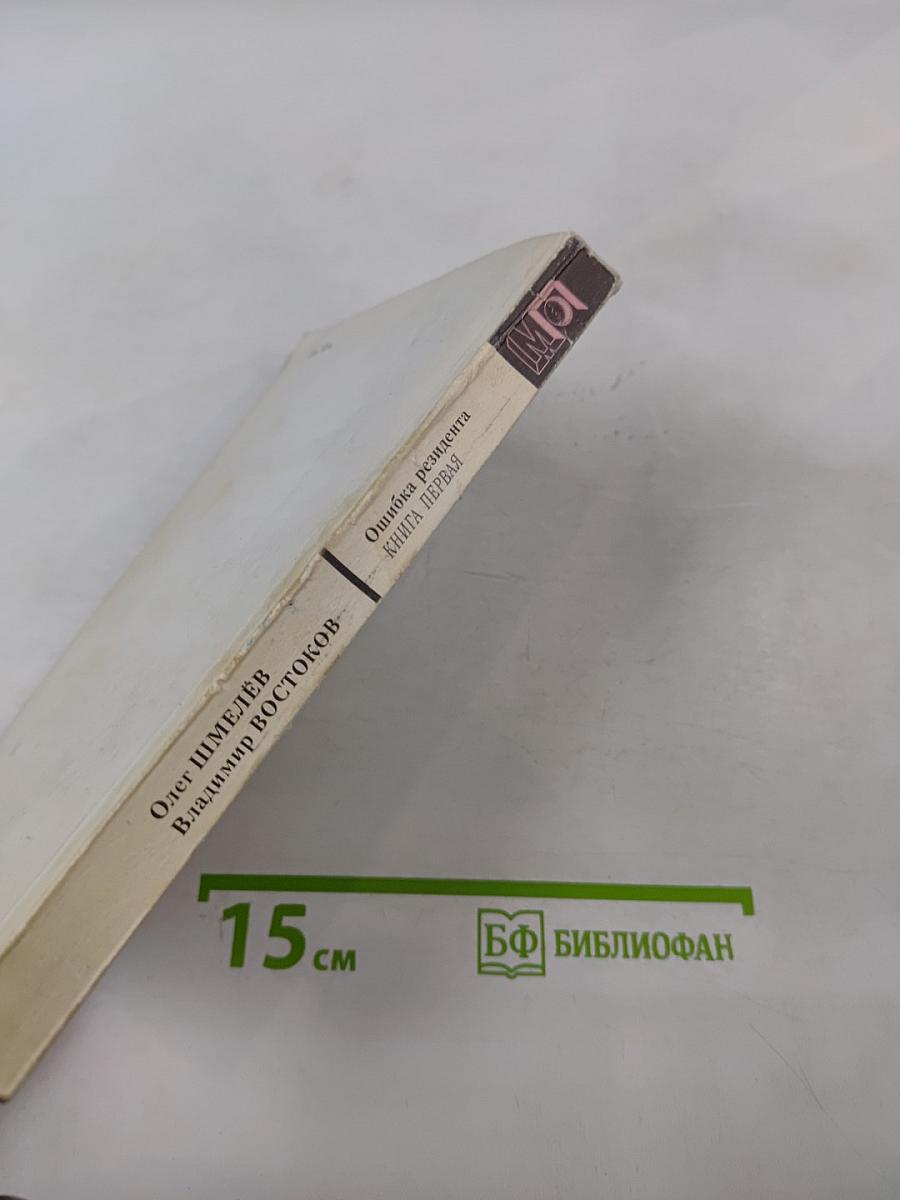 Олег ШМЕЛЁВ
Владимир ВОСТОКОВ
Ошибка резидента
КНИГА ПЕРВАЯ
15 см
БФ БИБЛИОФАН